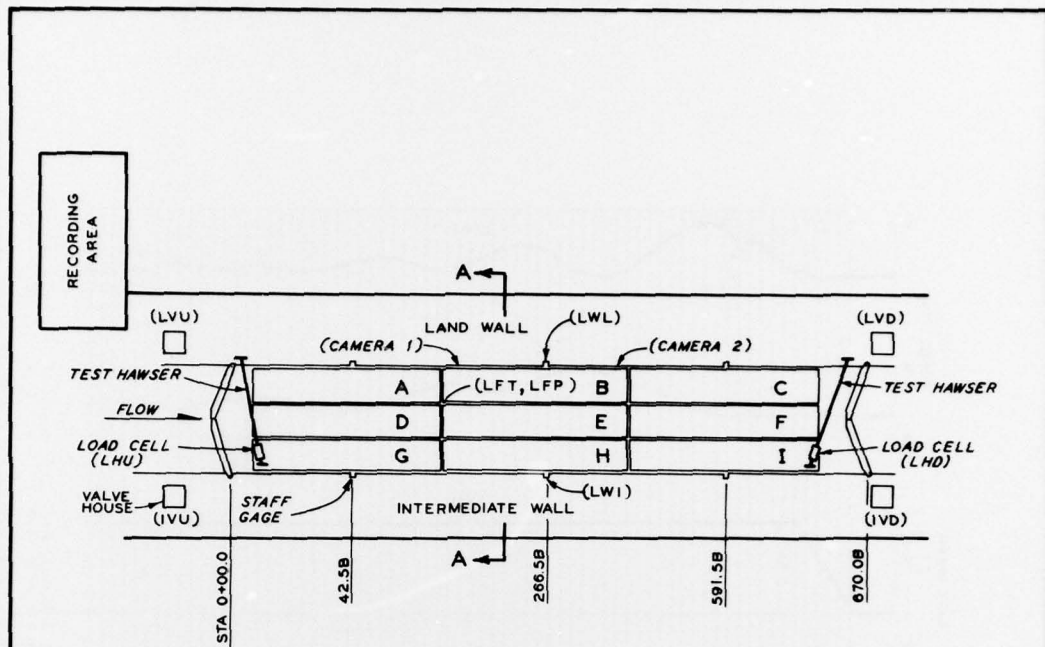 RECORDING
AREA
A
(LVU)
LAND WALL
(LWL)
(LVD)
(CAMERA 1)
(CAMERA 2)
TEST HAWSER
A
(LFT, LFP)
B
C
TEST HAWSER
FLOW
D
E
F
LOAD CELL
(LHU)
G
H
I
LOAD CELL
(LHD)
VALVE
HOUSE
(IVU)
STAFF
GAGE
(LWI)
INTERMEDIATE WALL
(IVD)
A
STA 0+00.0
42.5B
266.5B
591.5B
670.0B